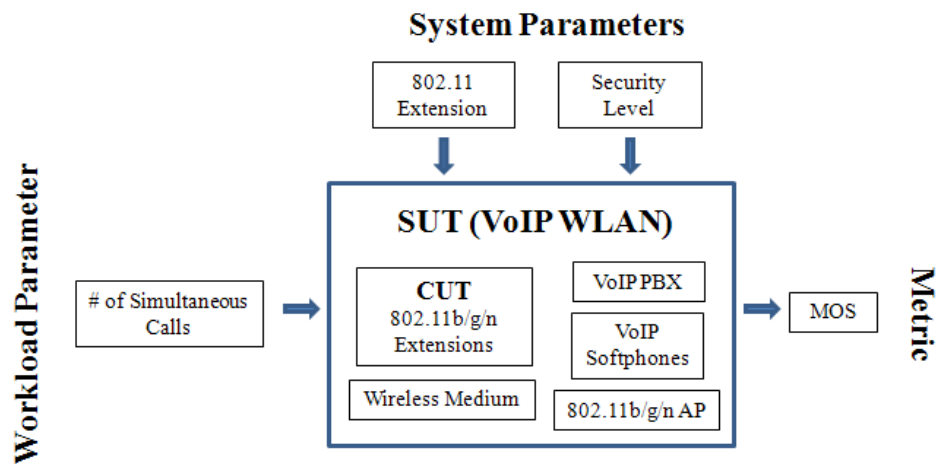 System Parameters
802.11
Extension
Security
Level
Workload Parameter
# of Simultaneous
Calls
SUT (VoIP WLAN)
CUT
802.11b/g/n
Extensions
Wireless Medium
VoIP PBX
VoIP
Softphones
802.11b/g/n AP
MOS
Metric